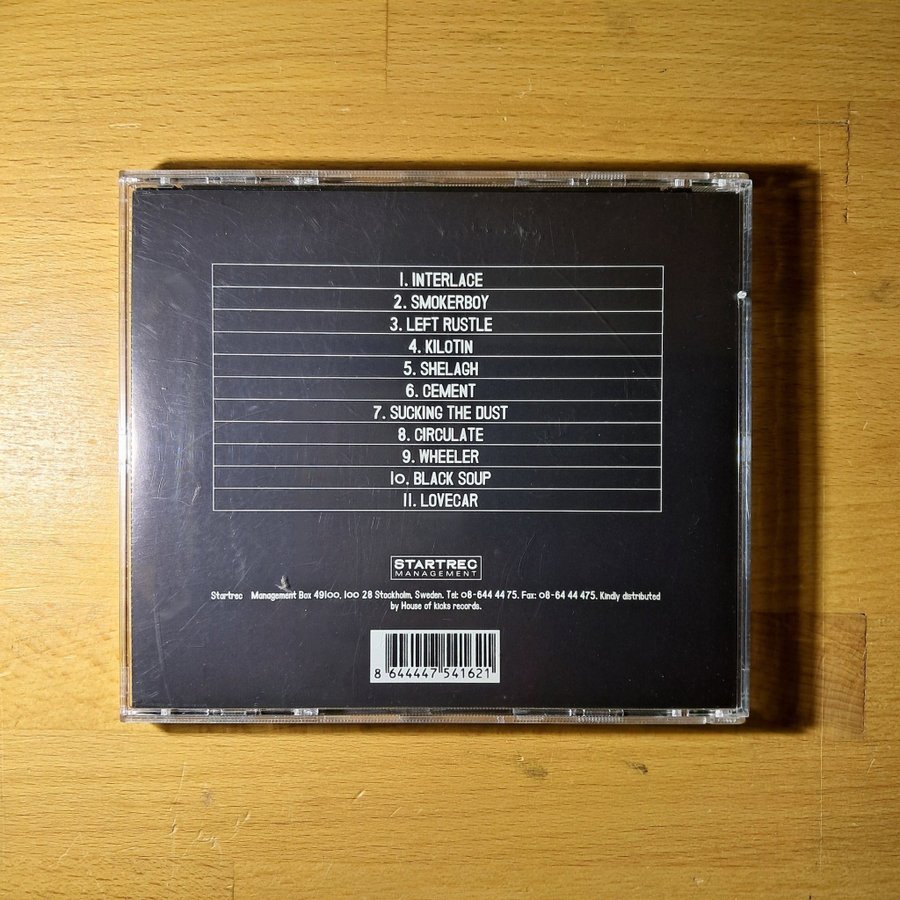 1. INTERLACE
2. SMOKERBOY
3. LEFT RUSTLE
4. KILOTIN
5. SHELAGH
6. CEMENT
7. SUCKING THE DUST
8. CIRCULATE
9. WHEELER
10. BLACK SOUP
11. LOVECAR
STARTREC
MANAGEMENT
Startrec Management Box 49100, 100 28 Stockholm, Sweden. Tel: 08-644 44 75. Fax: 08-64 44 475. Kindly distributed
by House of kicks records.
8 644447 541621